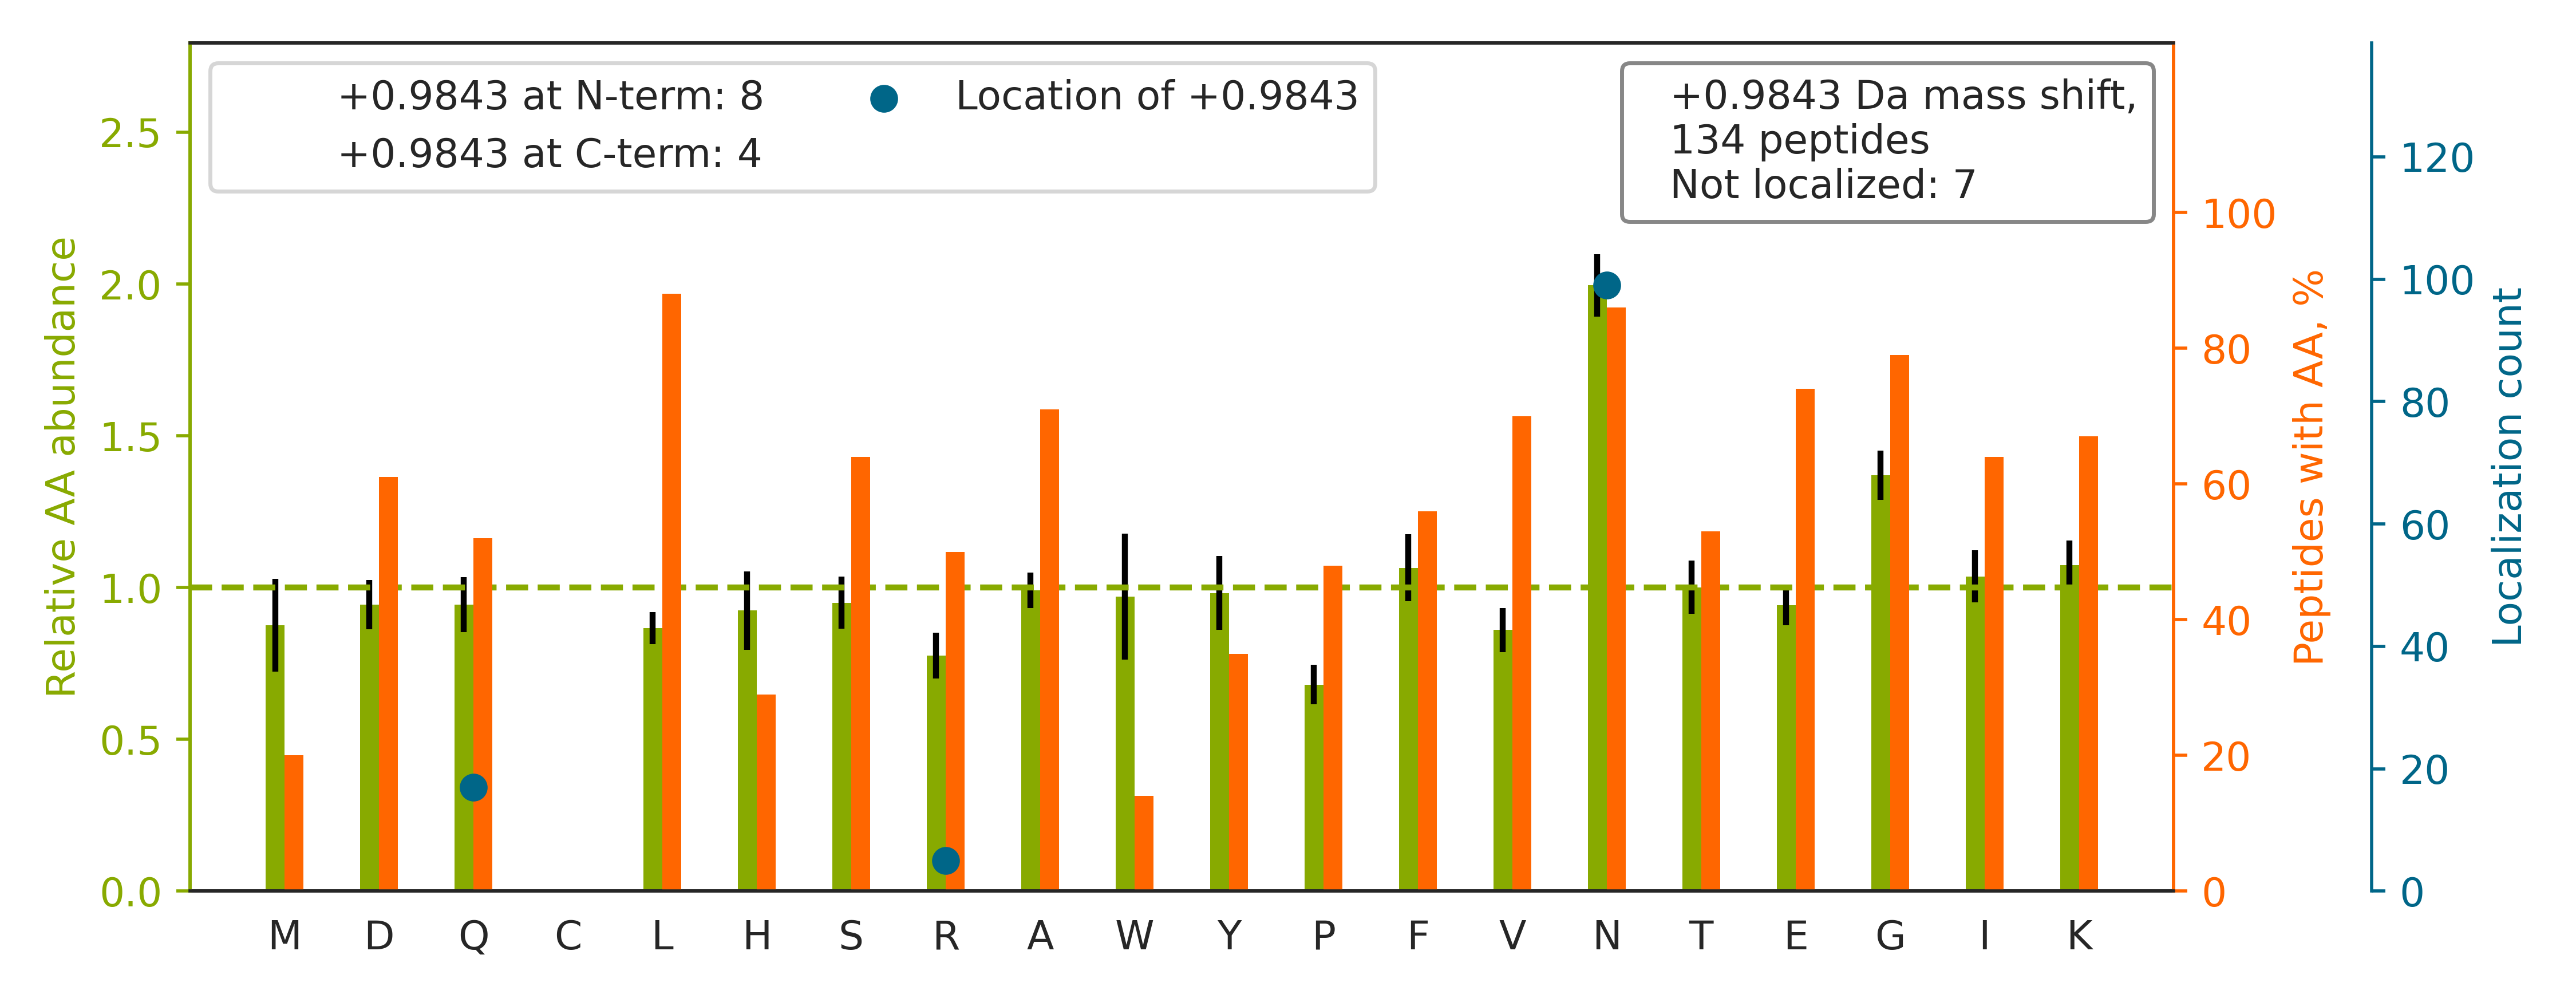 +0.9843 at N-term: 8
+0.9843 at C-term: 4
Location of +0.9843
+0.9843 Da mass shift,
134 peptides
Not localized: 7
Relative AA abundance
2.5
2.0
1.5
1.0
0.5
0.0
M D Q C L H S R A W Y P F V N T E G I K
100
80
60
40
20
0
Peptides with AA, %
120
100
80
60
40
20
0
Localization count